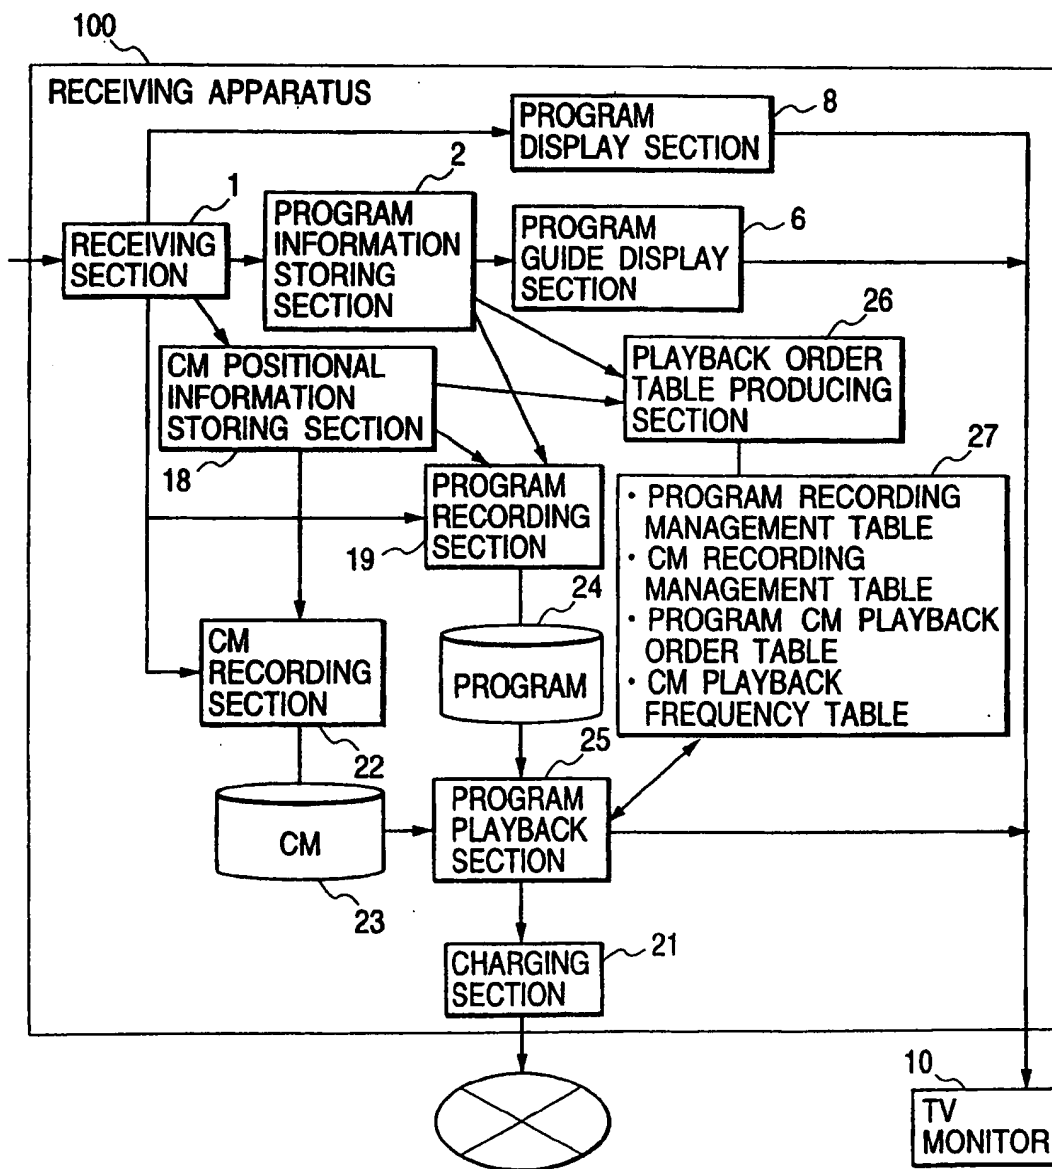 100
RECEIVING APPARATUS
8
PROGRAM
DISPLAY SECTION
1
2
RECEIVING
SECTION
PROGRAM
INFORMATION
STORING
SECTION
6
PROGRAM
GUIDE DISPLAY
SECTION
26
CM POSITIONAL
INFORMATION
STORING SECTION
18
PLAYBACK ORDER
TABLE PRODUCING
SECTION
27
PROGRAM
RECORDING
SECTION
19
· PROGRAM RECORDING
MANAGEMENT TABLE
· CM RECORDING
MANAGEMENT TABLE
· PROGRAM CM PLAYBACK
ORDER TABLE
· CM PLAYBACK
FREQUENCY TABLE
24
PROGRAM
CM
RECORDING
SECTION
22
25
CM
23
PROGRAM
PLAYBACK
SECTION
21
CHARGING
SECTION
10
TV
MONITOR